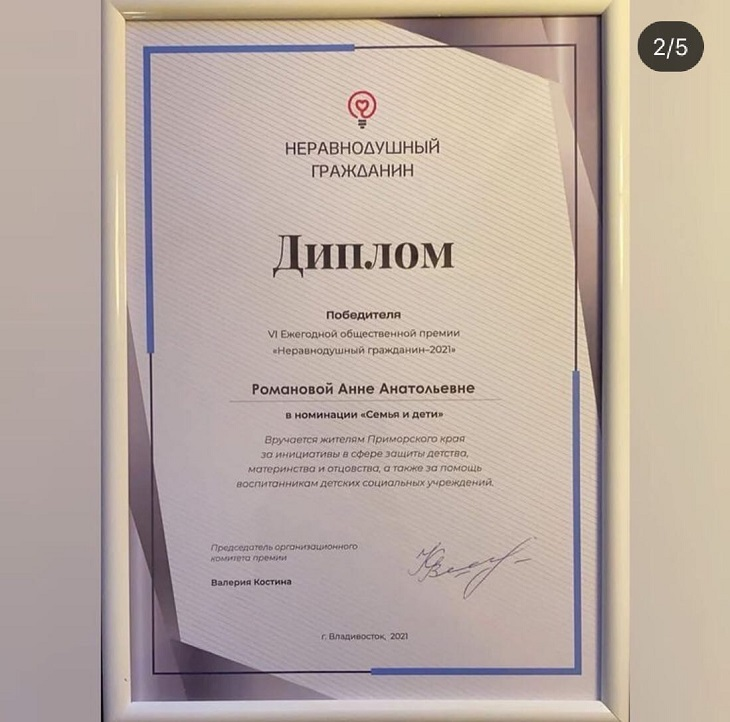 2/5
НЕРАВНОДУШНЫЙ
ГРАЖДАНИН
Диплом
Победителя
VI Ежегодной общественной премии
«Неравнодушный гражданин-2021»
Романовой Анне Анатольевне
в номинации «Семья и дети»
Вручается жителям Приморского края
за инициативы в сфере защиты детства,
материнства и отцовства, а также за помощь
воспитанникам детских социальных учреждений.
Председатель организационного
комитета премии
Валерия Костина
г. Владивосток, 2021